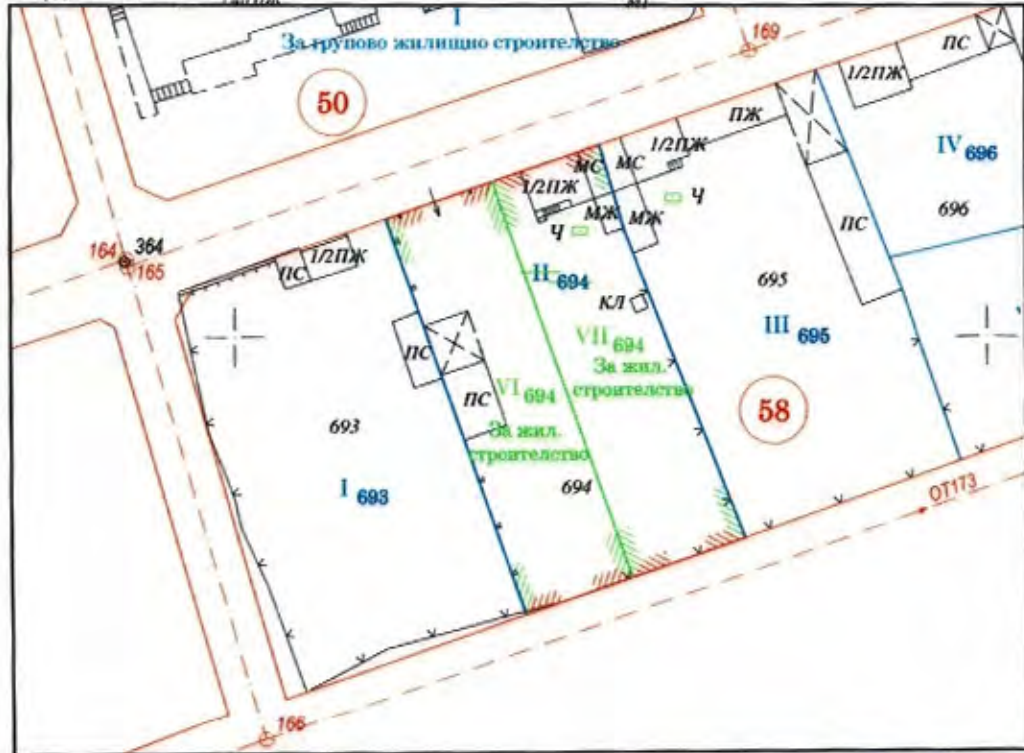 I
За групово жилищно строителство
169
ПС
1/2ПЖ
50
ПЖ
1/2ПЖ
IV 696
МС
МС
1/2ПЖ
696
МЖ
МЖ
Ч
Ч
ПС
164
364
165
1/2ПЖ
ПС
II 694
695
КЛ
III 695
VII 694
За жил.
строителство
ПС
ПС
VI 694
58
693
За жил.
строителство
I 693
694
ОТ173
166